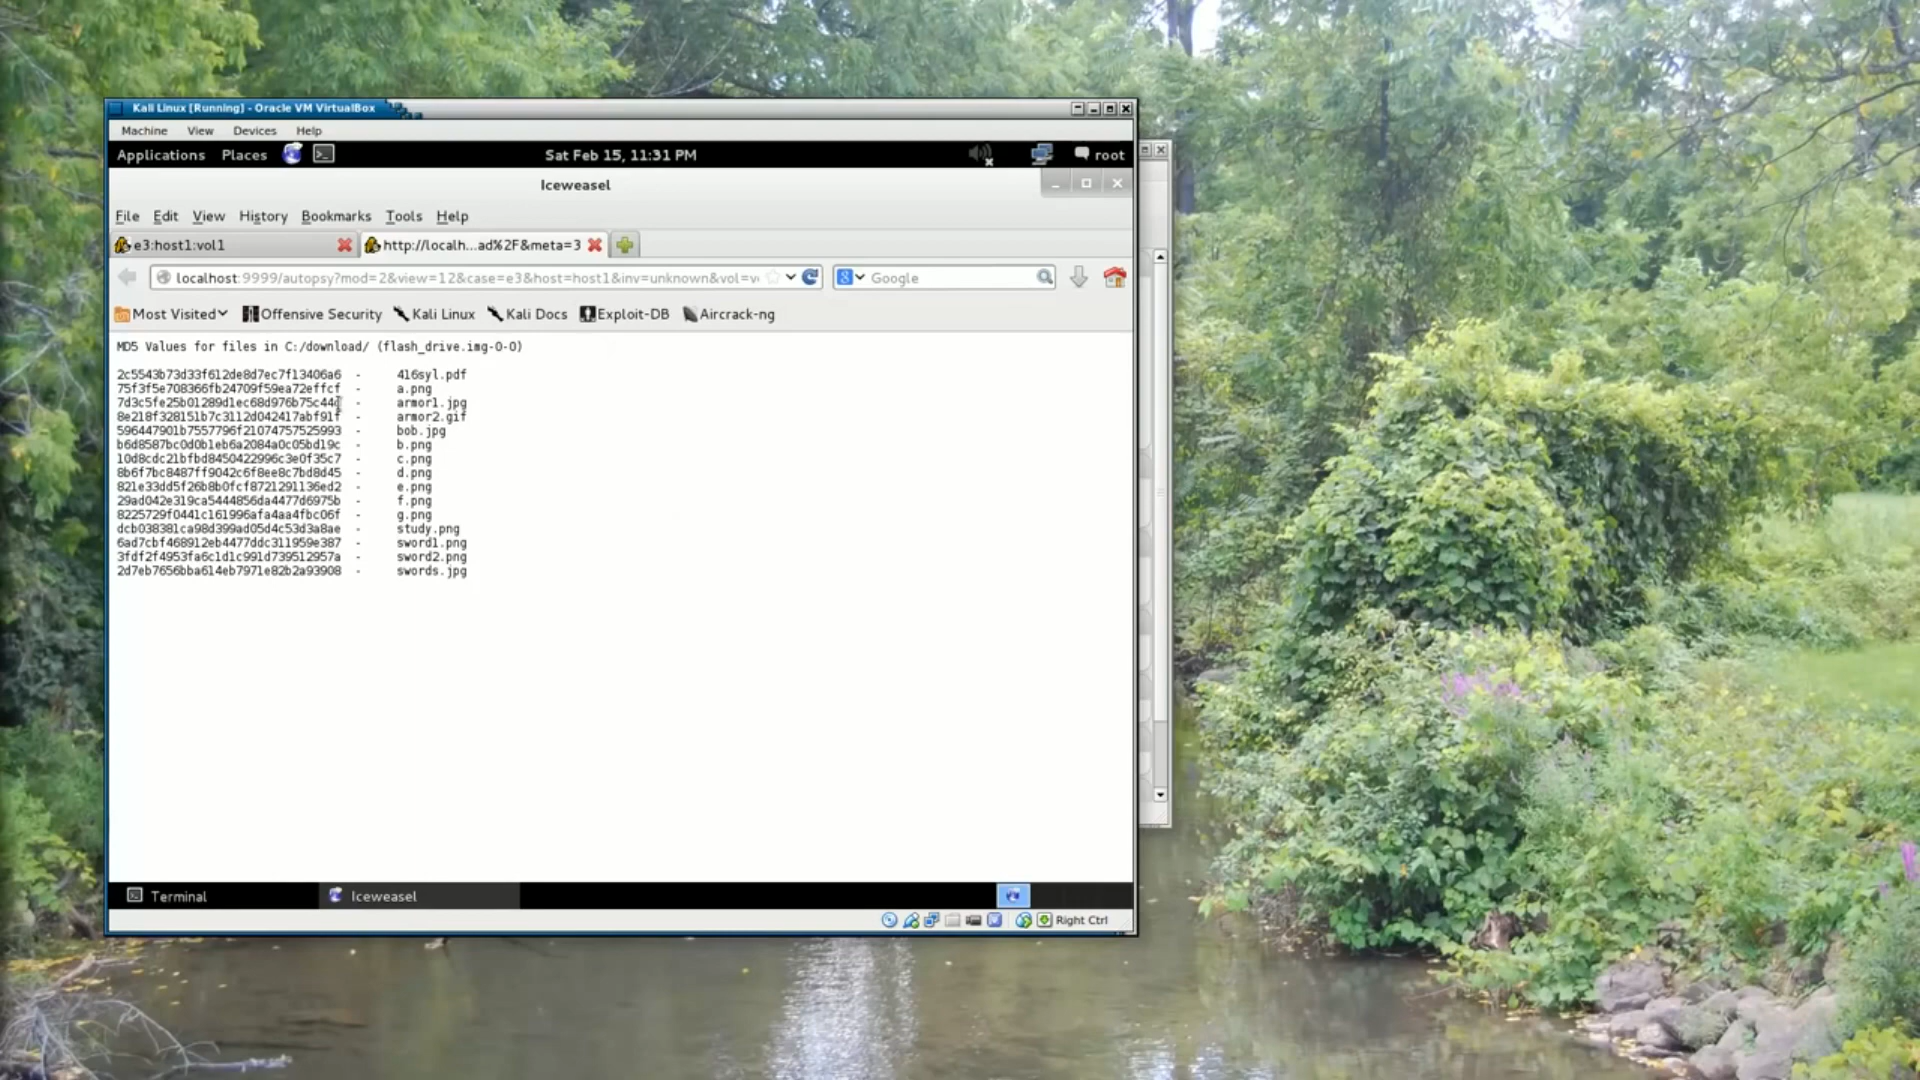 Kali Linux [Running] - Oracle VM VirtualBox
Machine View Devices Help
Applications Places Sat Feb 15, 11:31 PM root
Iceweasel
File Edit View History Bookmarks Tools Help
e3:host1:vol1 http://localh...ad%2F&meta=3
localhost:9999/autopsy?mod=2&view=12&case=e3&host=host1&inv=unknown&vol=v Google
Most Visited Offensive Security Kali Linux Kali Docs Exploit-DB Aircrack-ng
MD5 Values for files in C:/download/ (flash_drive.img-0-0)
2c5543b73d33f612de8d7ec7f13406a6 - 416syl.pdf
75f3f5e708366fb24709f59ea72effcf - a.png
- armor1.jpg
8e218f328151b7c3112d042417abf91f - armor2.gif
596447901b7557796f21074757525993 - bob.jpg
b6d8587bc0d0b1eb6a2084a0c05bd19c - b.png
10d8cdc21bfbd8450422996c3e0f35c7 - c.png
8b6f7bc8487ff9042c6f8ee8c7bd8d45 - d.png
821e33dd5f26b8b0fcf8721291136ed2 - e.png
29ad042e319ca5444856da4477d6975b - f.png
8225729f0441c161996afa4aa4fbc06f - g.png
dcb038381ca98d399ad05d4c53d3a8ae - study.png
6ad7cbf468912eb4477ddc311959e387 - sword1.png
3fdf2f4953fa6c1d1c991d739512957a - sword2.png
2d7eb7656bba614eb7971e82b2a93908 - swords.jpg
Terminal Iceweasel
Right Ctrl